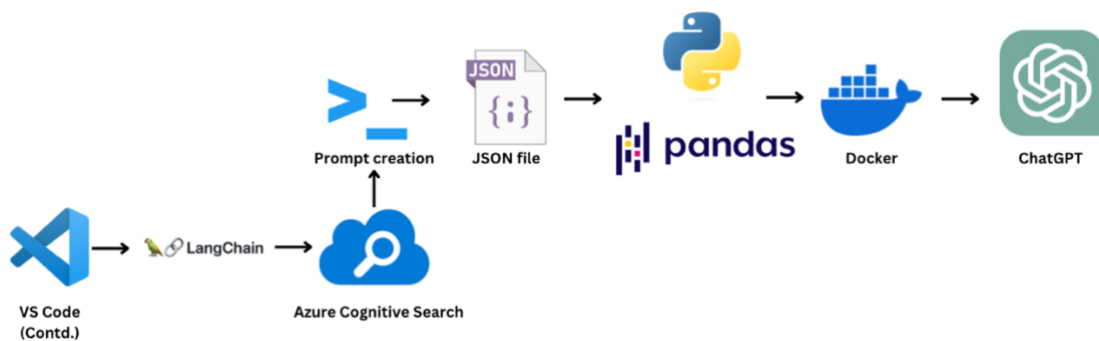 JSON
{;}
pandas
Prompt creation
JSON file
Docker
ChatGPT
LangChain
VS Code
(Contd.)
Azure Cognitive Search